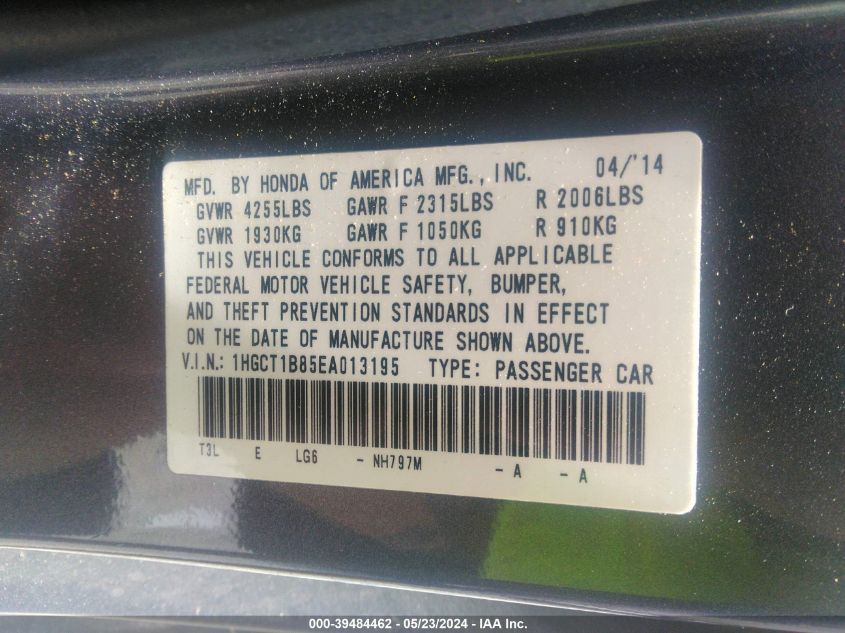 MFD. BY HONDA OF AMERICA MFG., INC. 04/'14
GVWR 4255LBS GAWR F 2315LBS R 2006LBS
GVWR 1930KG GAWR F 1050KG R 910KG
THIS VEHICLE CONFORMS TO ALL APPLICABLE
FEDERAL MOTOR VEHICLE SAFETY, BUMPER,
AND THEFT PREVENTION STANDARDS IN EFFECT
ON THE DATE OF MANUFACTURE SHOWN ABOVE.
V.I.N.: 1HGCT1B85EA013195 TYPE: PASSENGER CAR
T3L E LG6 - NH797M - A - A
000-39484462 - 05/23/2024 - IAA Inc.